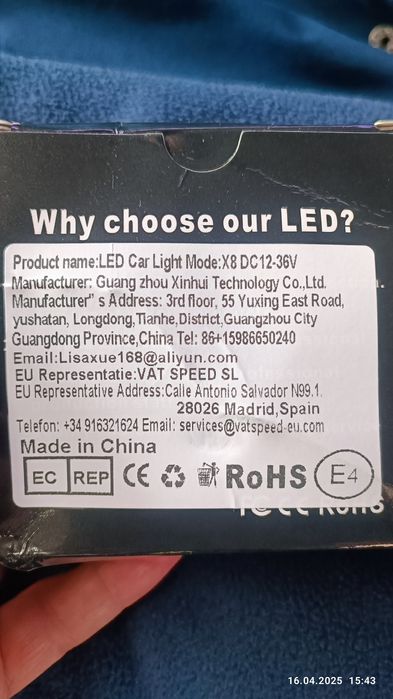 Why choose our LED?
Product name:LED Car Light Mode:X8 DC12-36V
Manufacturer: Guang zhou Xinhui Technology Co.,Ltd.
Manufacturer" s Address: 3rd floor, 55 Yuxing East Road,
yushatan, Longdong,Tianhe,District,Guangzhou City
Guangdong Province,China Tel: 86+15986650240
Email:Lisaxue168@aliyun.com
EU Representatie:VAT SPEED SL
EU Representative Address:Calle Antonio Salvador N99.1.
28026 Madrid,Spain
Telefon: +34 916321624 Email: services@vatspeed-eu.com
Made in China
EC REP CE RoHS E4
FC CE RoHS
16.04.2025 15:43